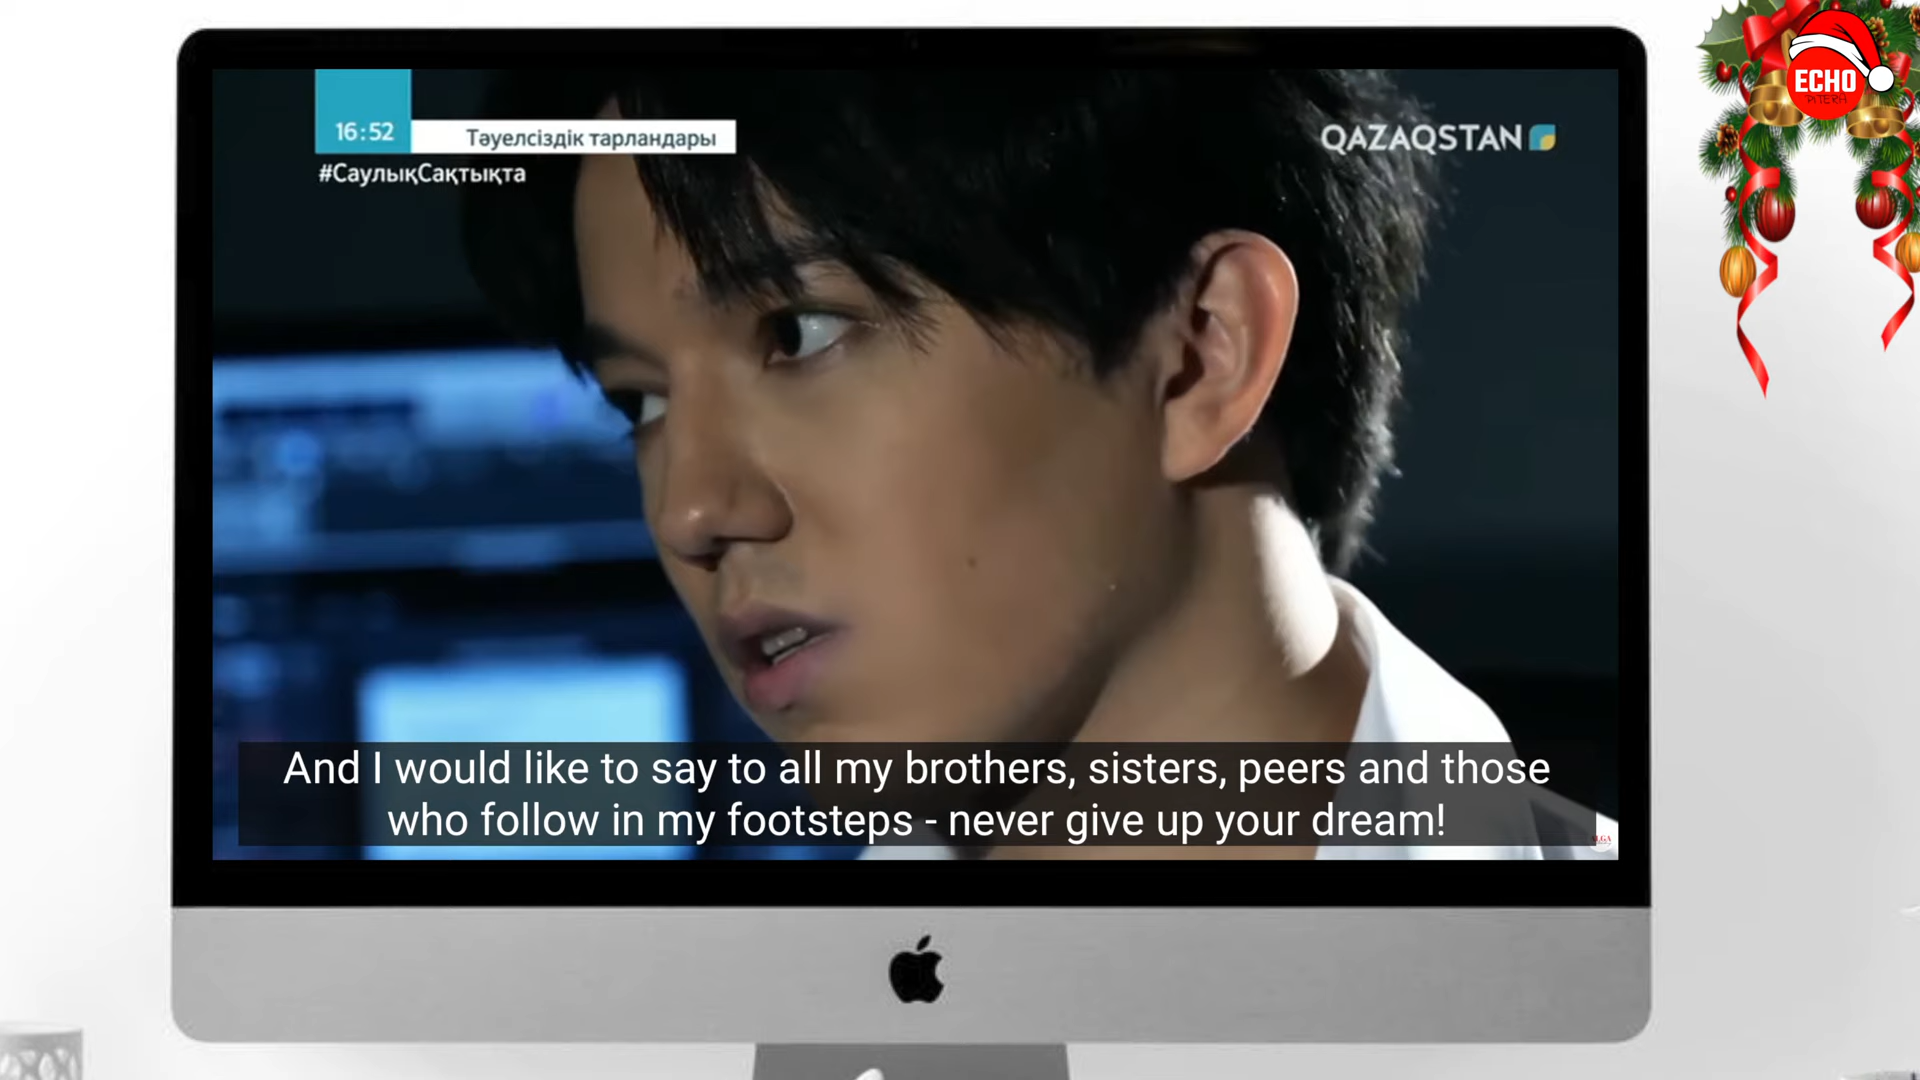 16:52
Тәуелсіздік тарландары
#СаулықСақтықта
QAZAQSTAN
ECHO
And I would like to say to all my brothers, sisters, peers and those
who follow in my footsteps - never give up your dream!